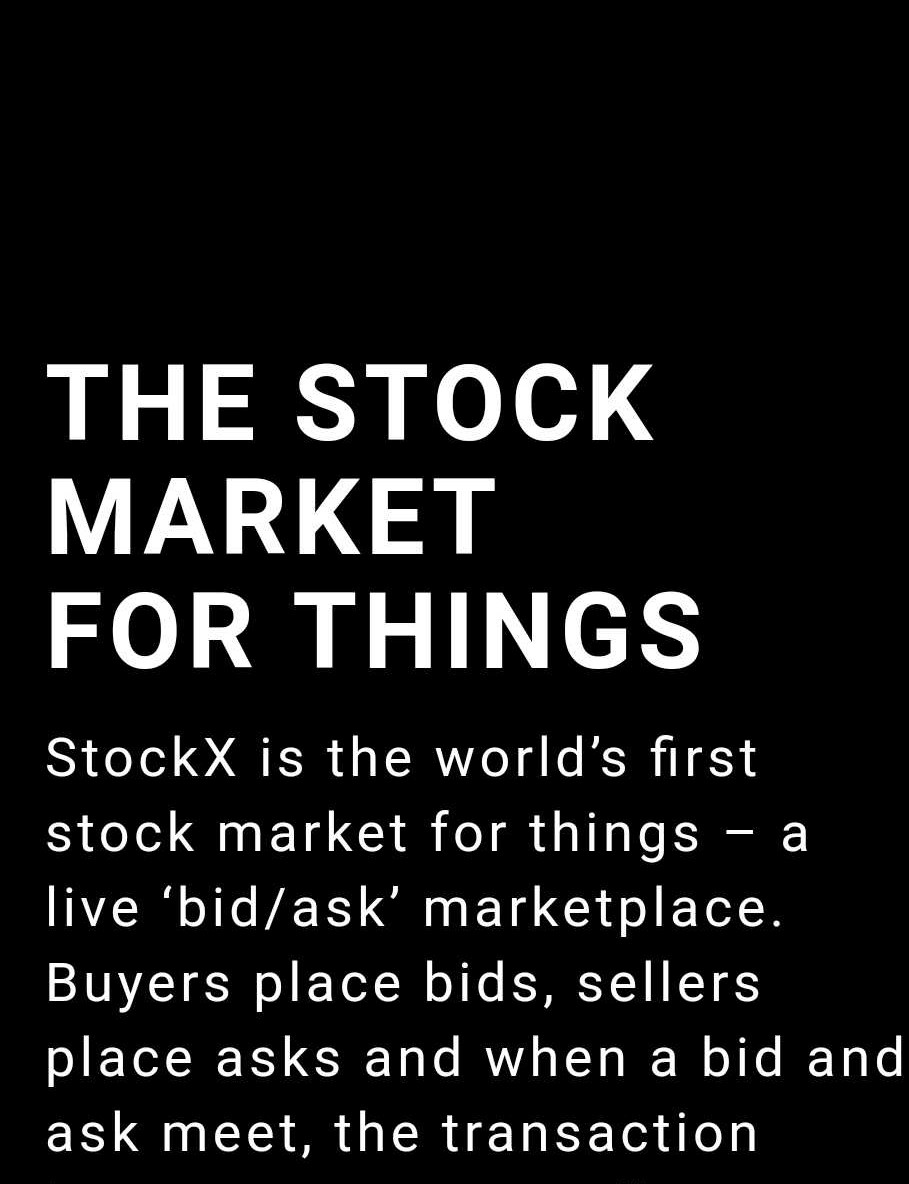 THE STOCK
MARKET
FOR THINGS
StockX is the world’s first
stock market for things – a
live ‘bid/ask’ marketplace.
Buyers place bids, sellers
place asks and when a bid and
ask meet, the transaction